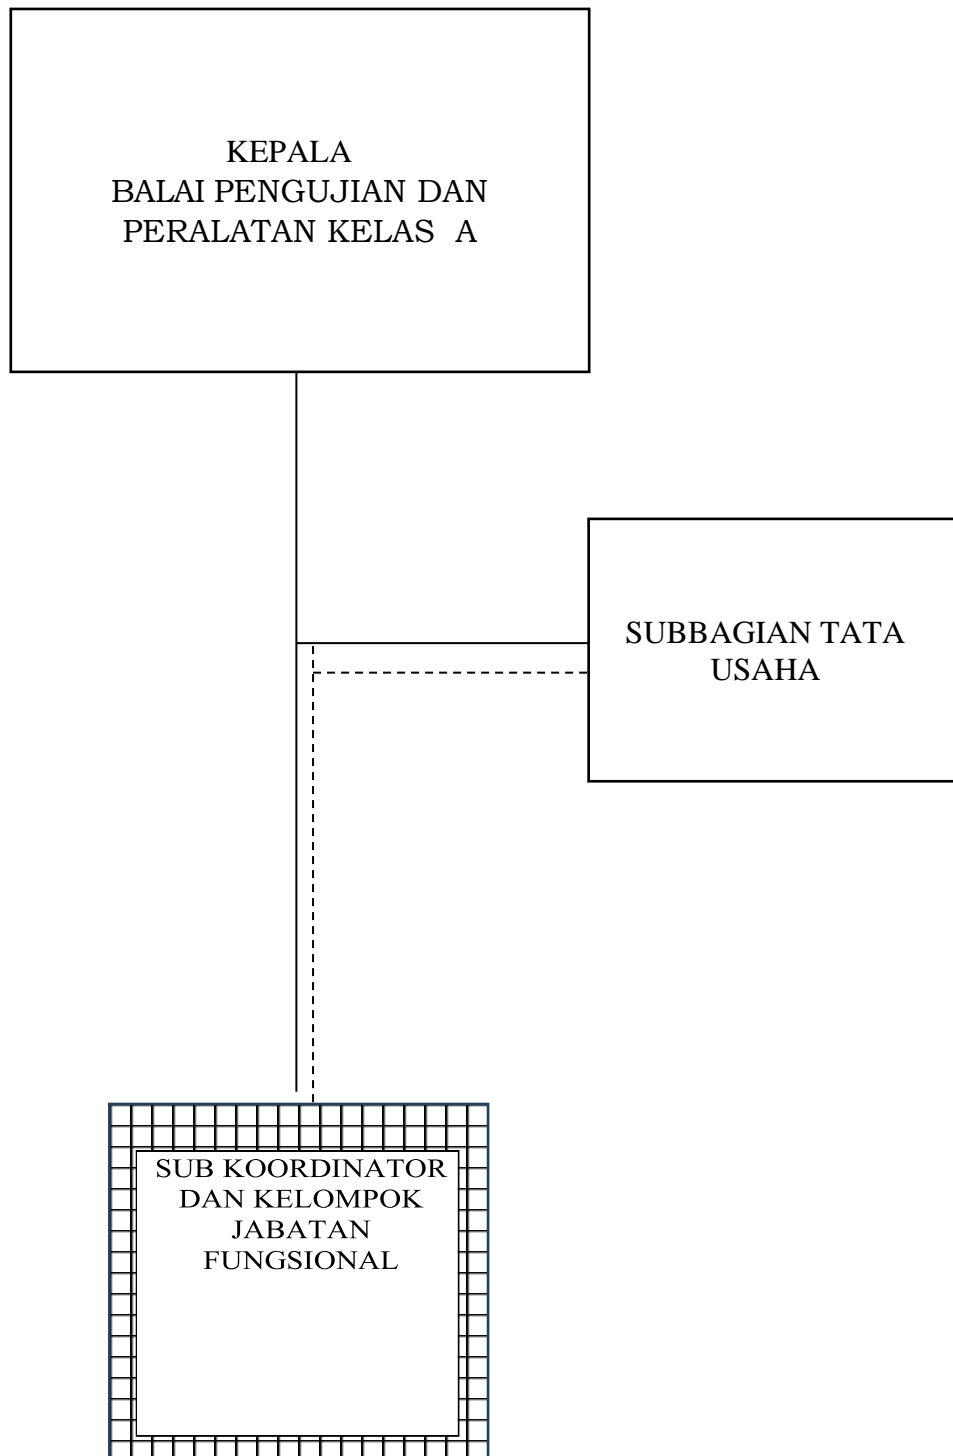 KEPALA
BALAI PENGUJIAN DAN
PERALATAN KELAS A
SUBBAGIAN TATA
USAHA
SUB KOORDINATOR
DAN KELOMPOK
JABATAN
FUNGSIONAL